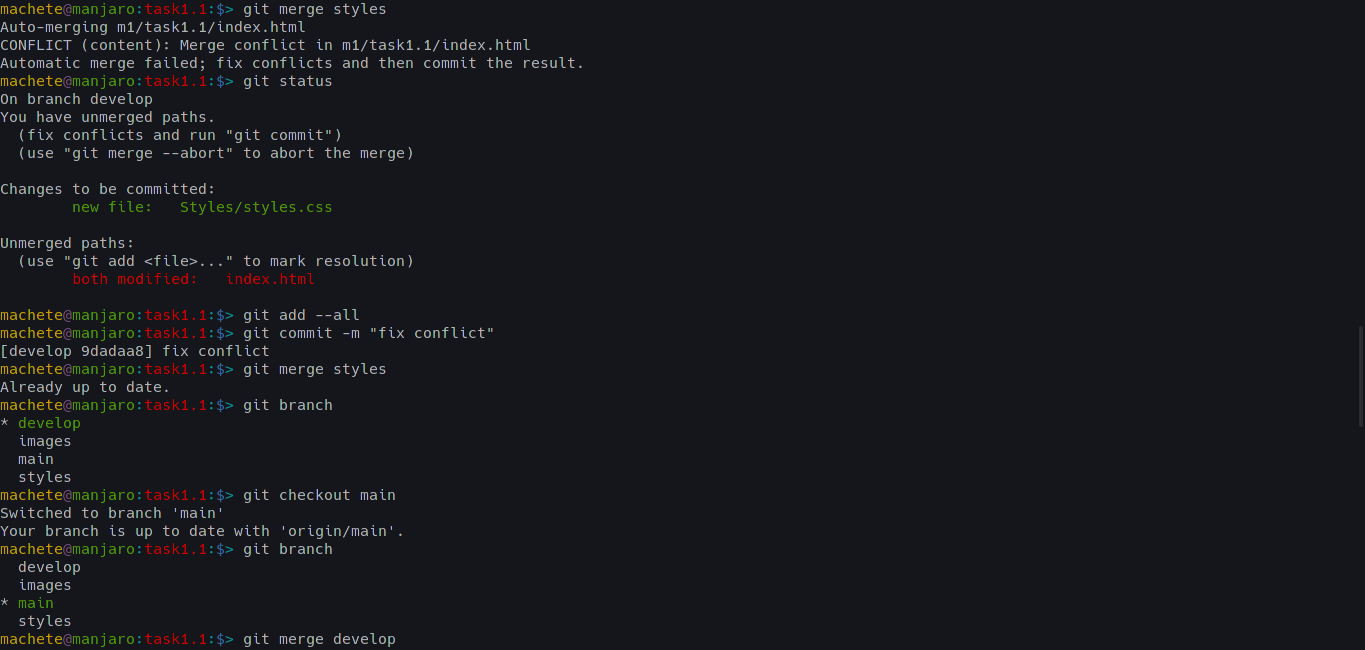 machete@manjaro:task1.1:$> git merge styles
Auto-merging m1/task1.1/index.html
CONFLICT (content): Merge conflict in m1/task1.1/index.html
Automatic merge failed; fix conflicts and then commit the result.
machete@manjaro:task1.1:$> git status
On branch develop
You have unmerged paths.
  (fix conflicts and run "git commit")
  (use "git merge --abort" to abort the merge)

Changes to be committed:
        new file:   Styles/styles.css

Unmerged paths:
  (use "git add <file>..." to mark resolution)
        both modified:   index.html

machete@manjaro:task1.1:$> git add --all
machete@manjaro:task1.1:$> git commit -m "fix conflict"
[develop 9dadaa8] fix conflict
machete@manjaro:task1.1:$> git merge styles
Already up to date.
machete@manjaro:task1.1:$> git branch
* develop
  images
  main
  styles
machete@manjaro:task1.1:$> git checkout main
Switched to branch 'main'
Your branch is up to date with 'origin/main'.
machete@manjaro:task1.1:$> git branch
  develop
  images
* main
  styles
machete@manjaro:task1.1:$> git merge develop